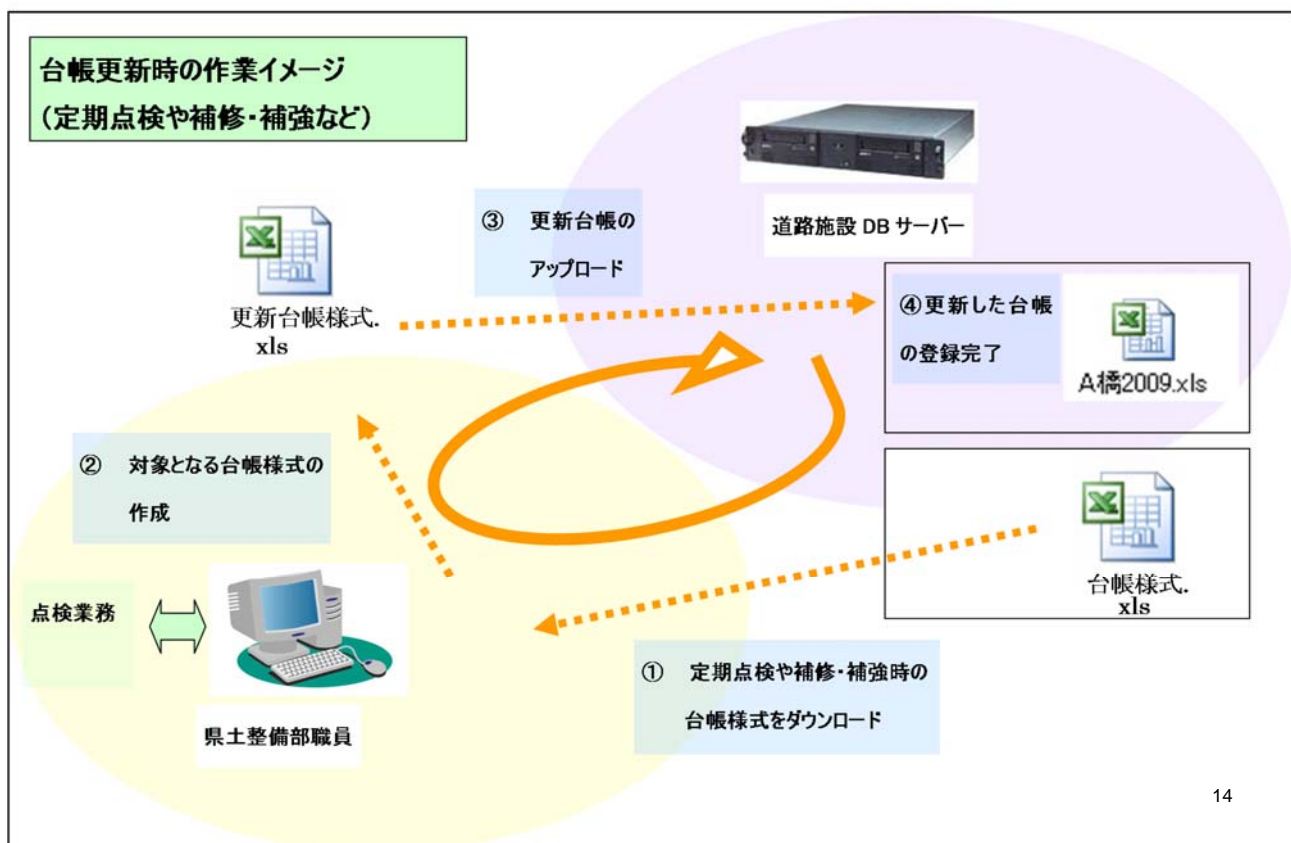 台帳更新時の作業イメージ
(定期点検や補修・補強など)
道路施設 DB サーバー
③ 更新台帳の
アップロード
更新台帳様式.
xls
④更新した台帳
の登録完了
A橋2009.xls
② 対象となる台帳様式の
作成
台帳様式.
xls
点検業務
県土整備部職員
① 定期点検や補修・補強時の
台帳様式をダウンロード
14